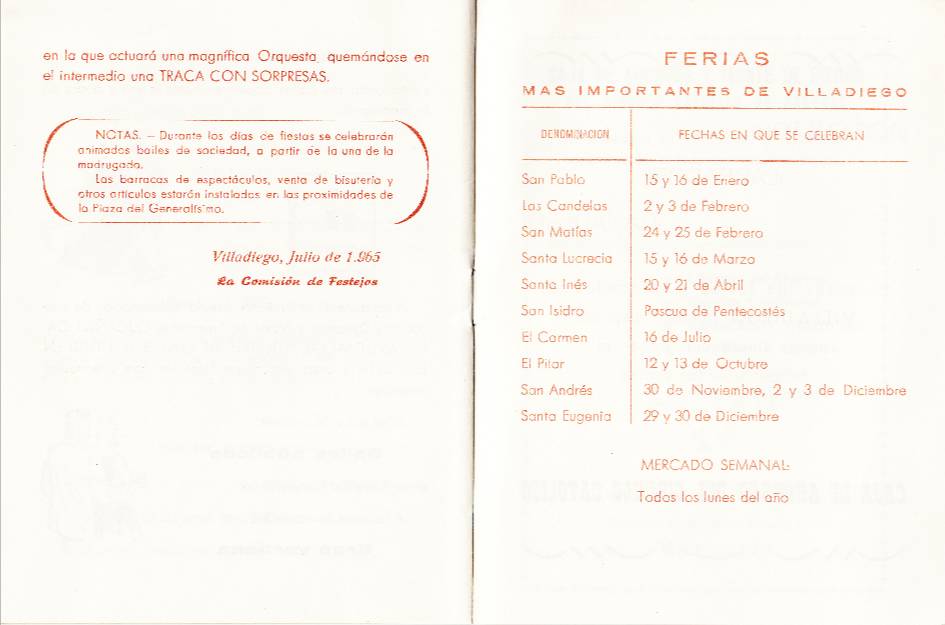 en la que actuará una magnífica Orquesta, quemándose en
el intermedio una TRACA CON SORPRESAS.
NOTAS. — Durante los días de fiestas se celebrarán
animados bailes de sociedad, a partir de la una de la
madrugada.
Las barracas de espectáculos, venta de bisutería y
otros artículos estarán instalados en las proximidades de
la Plaza del Generalísimo.
Villadiego, Julio de 1.965
La Comisión de Festejos
FERIAS
MAS IMPORTANTES DE VILLADIEGO
DENOMINACION FECHAS EN QUE SE CELEBRAN
San Pablo 15 y 16 de Enero
Las Candelas 2 y 3 de Febrero
San Matías 24 y 25 de Febrero
Santa Lucrecia 15 y 16 de Marzo
Santa Inés 20 y 21 de Abril
San Isidro Pascua de Pentecostés
El Carmen 16 de Julio
El Pilar 12 y 13 de Octubre
San Andrés 30 de Noviembre, 2 y 3 de Diciembre
Santa Eugenia 29 y 30 de Diciembre
MERCADO SEMANAL:
Todos los lunes del año